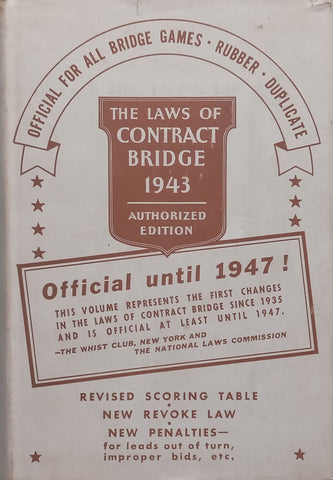 OFFICIAL FOR ALL BRIDGE GAMES · RUBBER · DUPLICATE
THE LAWS OF
CONTRACT
BRIDGE
1943
AUTHORIZED
EDITION
Official until 1947!
THIS VOLUME REPRESENTS THE FIRST CHANGES
IN THE LAWS OF CONTRACT BRIDGE SINCE 1935
AND IS OFFICIAL AT LEAST UNTIL 1947.
—THE WHIST CLUB, NEW YORK AND
THE NATIONAL LAWS COMMISSION
REVISED SCORING TABLE
·
NEW REVOKE LAW
·
NEW PENALTIES—
for leads out of turn,
improper bids, etc.